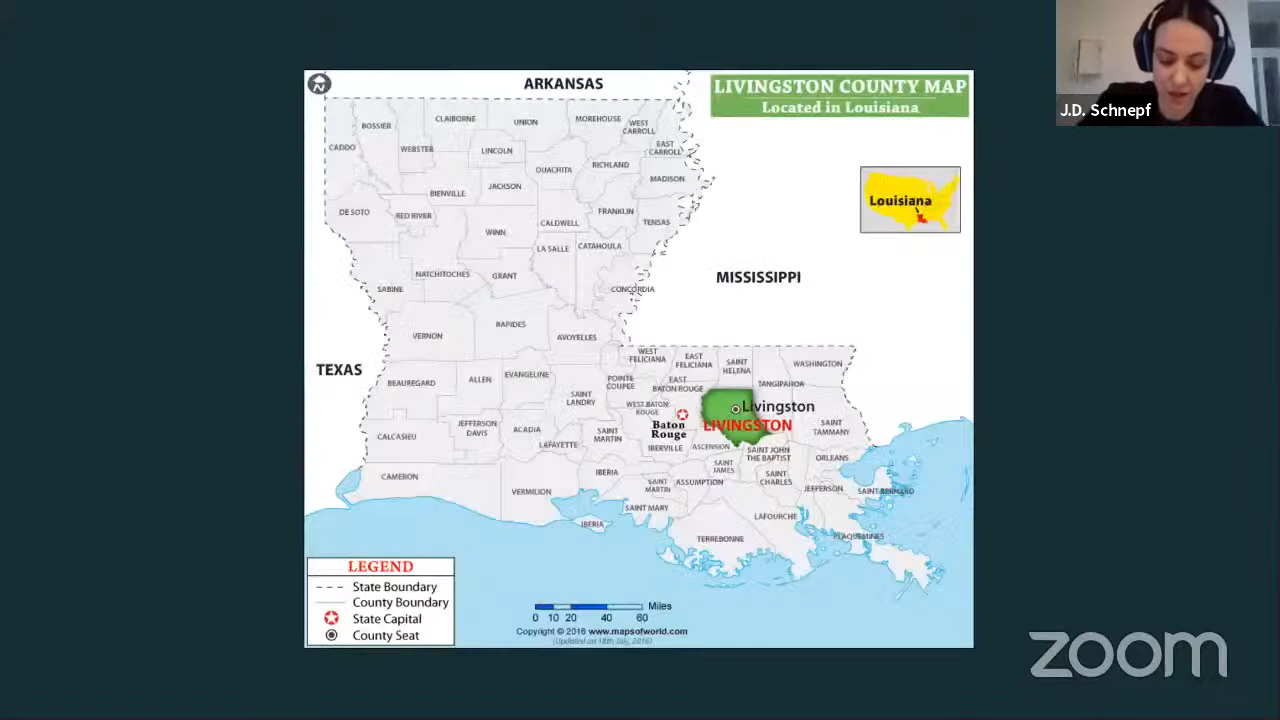 J.D. Schnepf
LIVINGSTON COUNTY MAP
Located in Louisiana
N
ARKANSAS
Louisiana
MISSISSIPPI
TEXAS
CADDO
BOSSIER
WEBSTER
CLAIBORNE
LINCOLN
UNION
MOREHOUSE
WEST
CARROLL
EAST
CARROLL
OUACHITA
RICHLAND
MADISON
BIENVILLE
JACKSON
DE SOTO
RED RIVER
WINN
CALDWELL
FRANKLIN
TENSAS
LA SALLE
CATAHOULA
SABINE
NATCHITOCHES
GRANT
CONCORDIA
VERNON
RAPIDES
AVOYELLES
WEST
FELICIANA
EAST
FELICIANA
SAINT
HELENA
WASHINGTON
BEAUREGARD
ALLEN
EVANGELINE
SAINT
LANDRY
POINTE
COUPEE
EAST
BATON ROUGE
TANGIPAHOA
WEST BATON
ROUGE
Baton
Rouge
Livingston
LIVINGSTON
SAINT
TAMMANY
CALCASIEU
JEFFERSON
DAVIS
ACADIA
LAFAYETTE
SAINT
MARTIN
IBERVILLE
ASCENSION
SAINT JOHN
THE BAPTIST
ORLEANS
CAMERON
VERMILION
IBERIA
SAINT
MARTIN
ASSUMPTION
SAINT
JAMES
SAINT
CHARLES
JEFFERSON
SAINT BERNARD
SAINT MARY
IBERIA
LAFOURCHE
TERREBONNE
PLAQUEMINES
LEGEND
State Boundary
County Boundary
State Capital
County Seat
0 10 20 40 60 Miles
Copyright © 2016 www.mapsofworld.com
(Updated on 18th July, 2016)
zoom